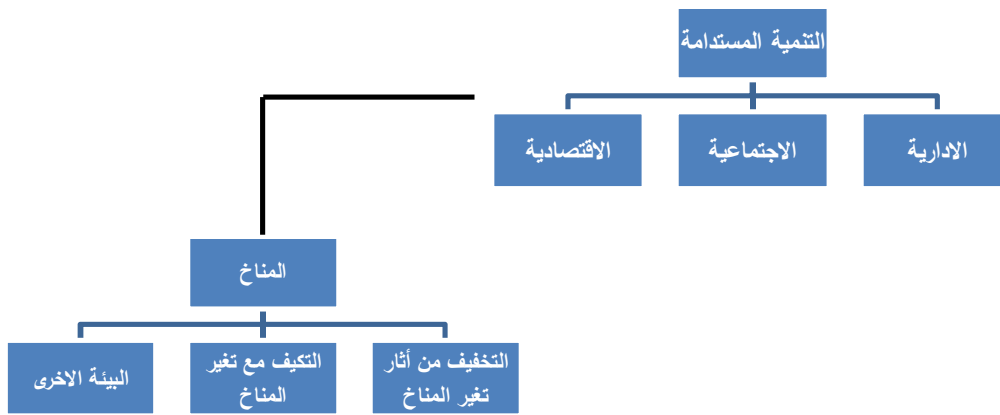 التنمية المستدامة
الادارية
الاجتماعية
الاقتصادية
المناخ
التخفيف من أثار
تغير المناخ
التكيف مع تغير
المناخ
البيئة الاخرى